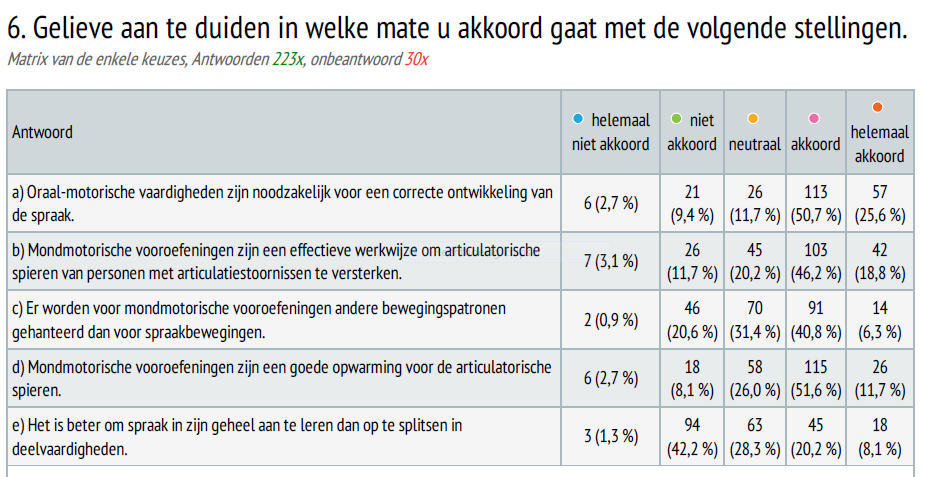 6. Gelieve aan te duiden in welke mate u akkoord gaat met de volgende stellingen.
Matrix van de enkele keuzes, Antwoorden 223x, onbeantwoord 30x
Antwoord helemaal niet akkoord niet akkoord neutraal akkoord helemaal akkoord
a) Oraal-motorische vaardigheden zijn noodzakelijk voor een correcte ontwikkeling van
de spraak.
6 (2,7 %) 21 (9,4 %) 26 (11,7 %) 113 (50,7 %) 57 (25,6 %)
b) Mondmotorische vooroefeningen zijn een effectieve werkwijze om articulatorische
spieren van personen met articulatiestoornissen te versterken.
7 (3,1 %) 26 (11,7 %) 45 (20,2 %) 103 (46,2 %) 42 (18,8 %)
c) Er worden voor mondmotorische vooroefeningen andere bewegingspatronen
gehanteerd dan voor spraakbewegingen.
2 (0,9 %) 46 (20,6 %) 70 (31,4 %) 91 (40,8 %) 14 (6,3 %)
d) Mondmotorische vooroefeningen zijn een goede opwarming voor de articulatorische
spieren.
6 (2,7 %) 18 (8,1 %) 58 (26,0 %) 115 (51,6 %) 26 (11,7 %)
e) Het is beter om spraak in zijn geheel aan te leren dan op te splitsen in
deelvaardigheden.
3 (1,3 %) 94 (42,2 %) 63 (28,3 %) 45 (20,2 %) 18 (8,1 %)